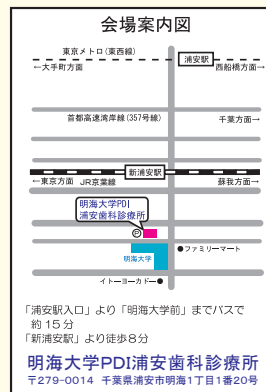 会場案内図
東京メトロ(東西線)
浦安駅
←大手町方面
西船橋方面→
首都高速湾岸線(357号線)
千葉方面→
新浦安駅
←東京方面
JR京葉線
蘇我方面→
明海大学PDI
浦安歯科診療所
P
●ファミリーマート
明海大学
イトーヨーカドー●
「浦安駅入口」より「明海大学前」までバスで
約15分
「新浦安駅」より徒歩8分
明海大学PDI浦安歯科診療所
〒279-0014 千葉県浦安市明海1丁目1番20号